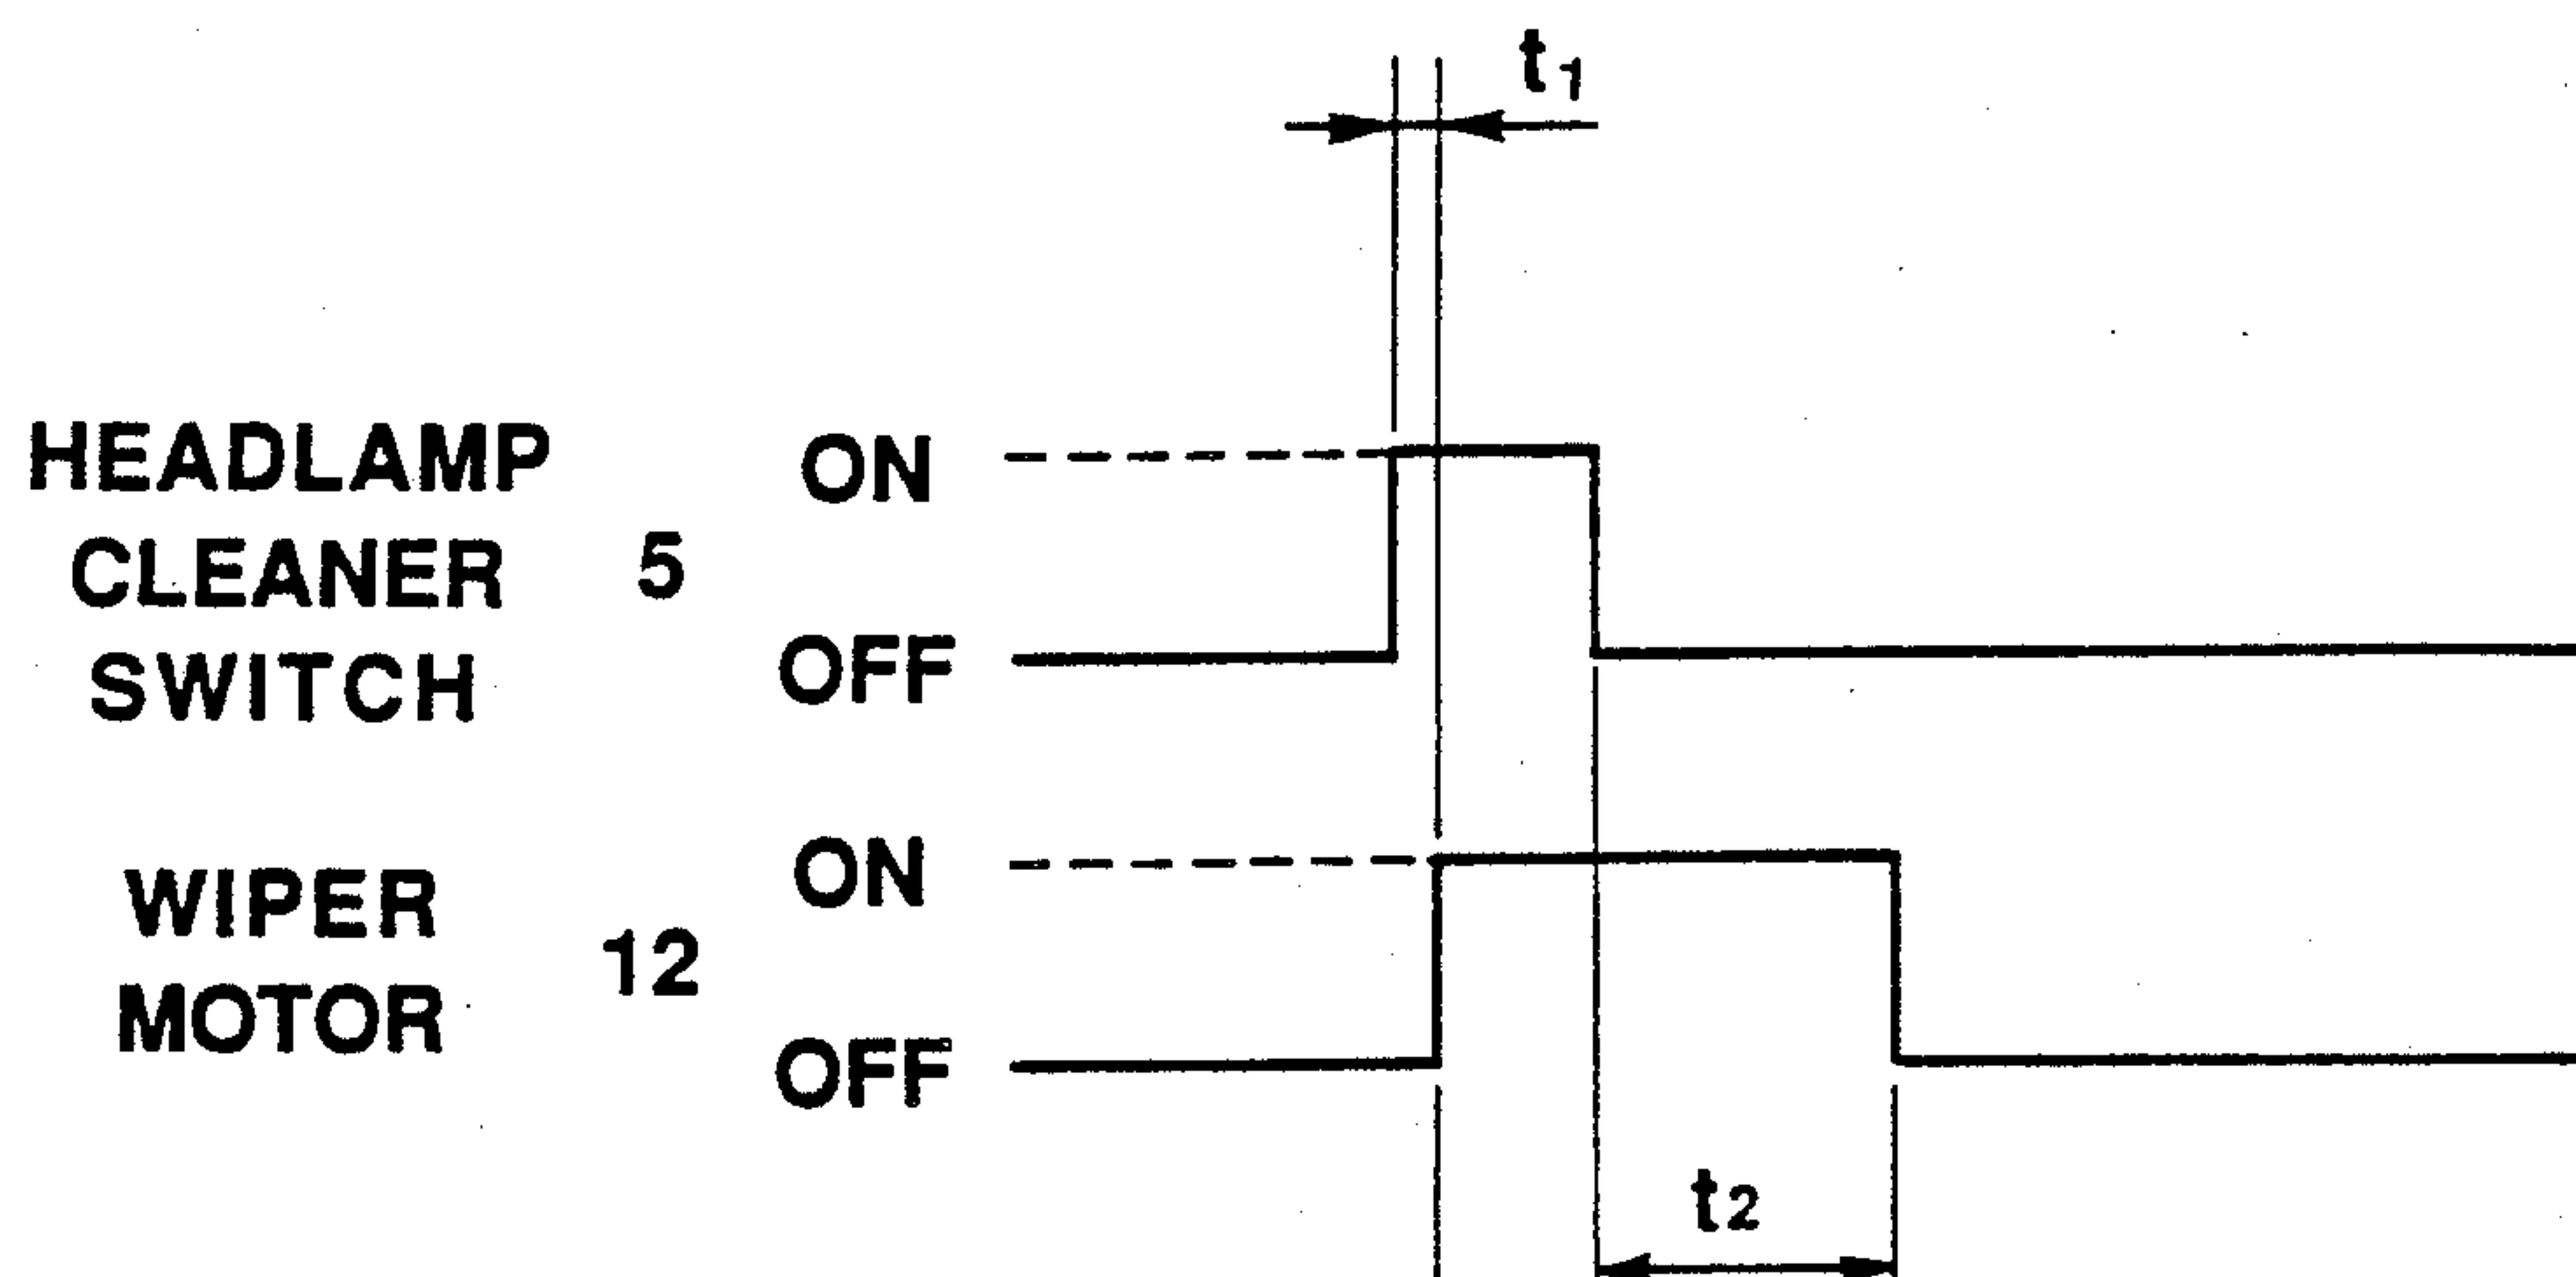 t1
HEADLAMP
CLEANER
SWITCH
5
ON
OFF
WIPER
MOTOR
12
ON
OFF
t2